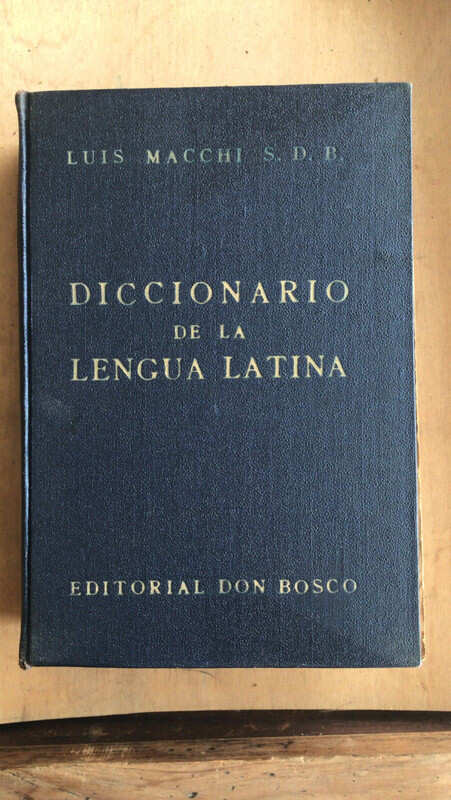 LUIS MACCHI S. D. B.
DICCIONARIO
DE LA
LENGUA LATINA
EDITORIAL DON BOSCO